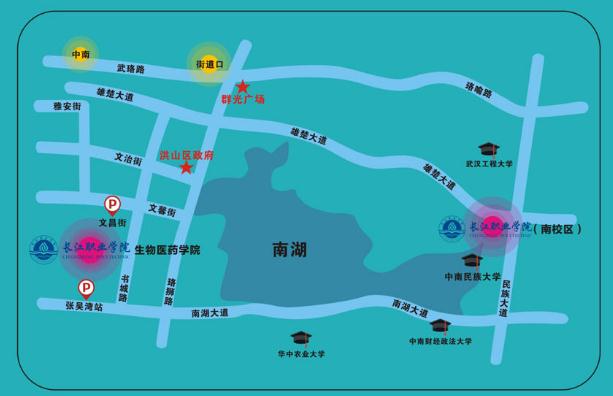 中南
街道口
武珞路
珞喻路
群光广场
雄楚大道
雅安街
雄楚大道
洪山区政府
武汉工程大学
文治街
雄楚大道
P
文馨街
文昌街
长江职业学院
(南校区)
长江职业学院
生物医药学院
南湖
中南民族大学
P
书城路
珞狮路
民族大道
张吴湾站
南湖大道
南湖大道
中南财经政法大学
华中农业大学